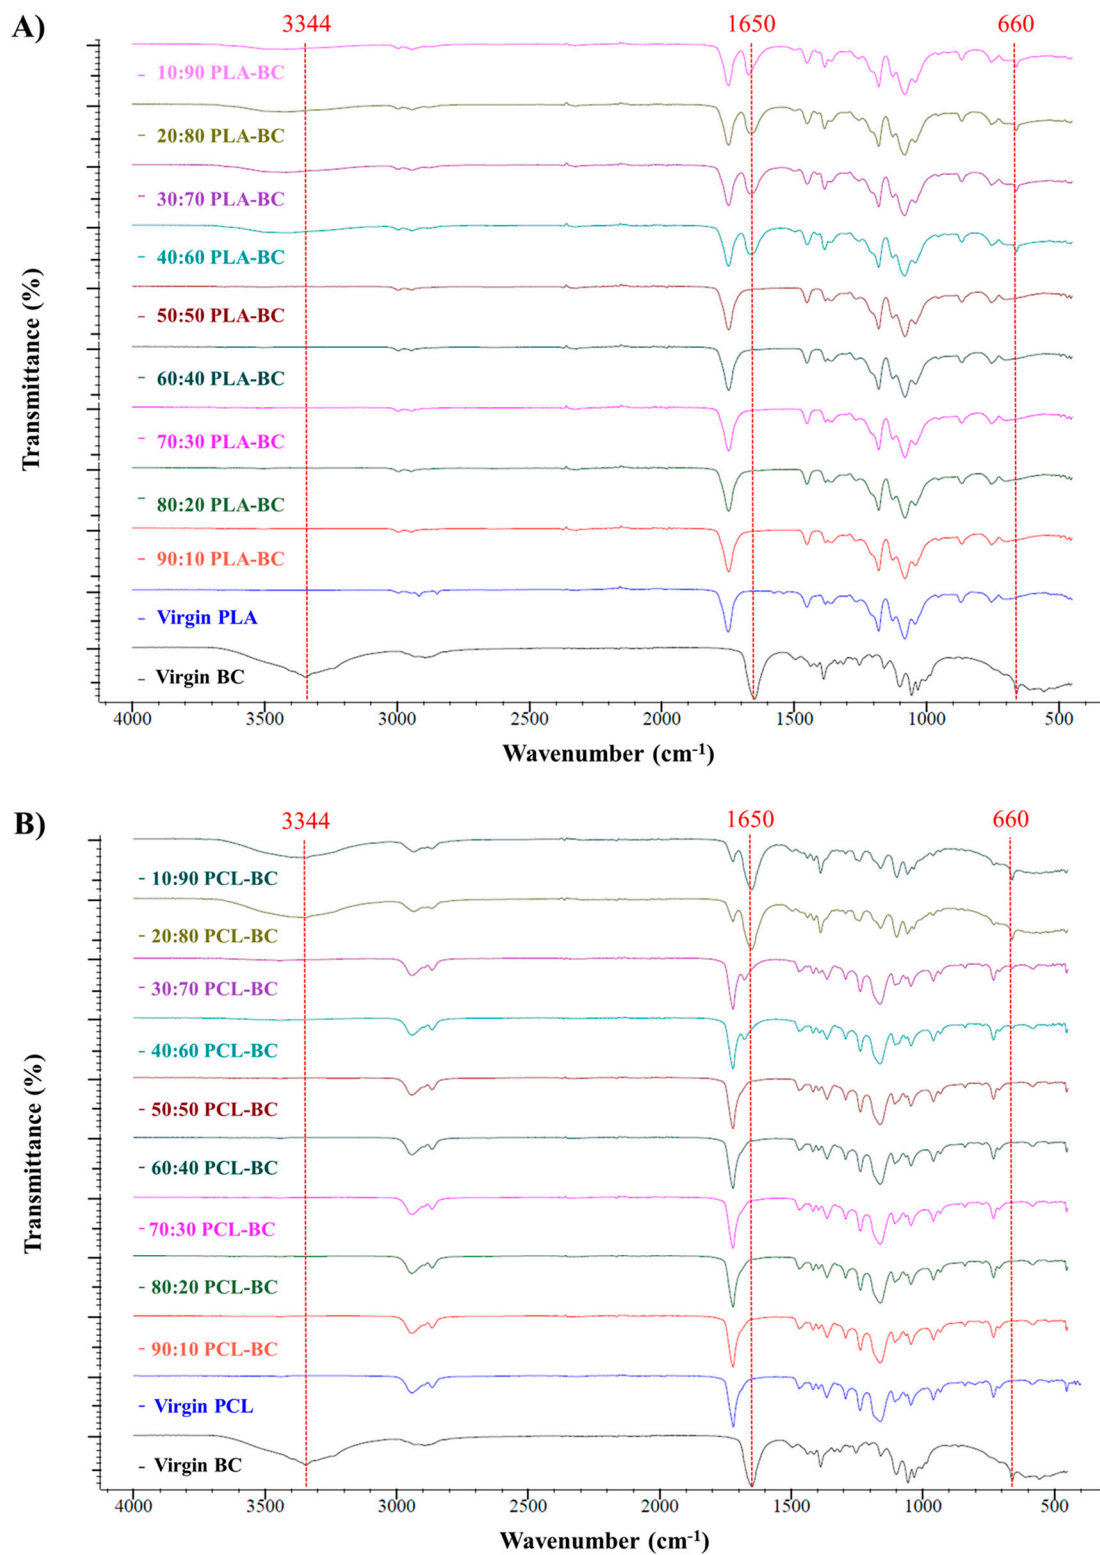 A)
3344 1650 660
10:90 PLA-BC
20:80 PLA-BC
30:70 PLA-BC
40:60 PLA-BC
50:50 PLA-BC
60:40 PLA-BC
70:30 PLA-BC
80:20 PLA-BC
90:10 PLA-BC
Virgin PLA
Virgin BC
Transmittance (%)
4000 3500 3000 2500 2000 1500 1000 500
Wavenumber (cm-1)
B)
3344 1650 660
10:90 PCL-BC
20:80 PCL-BC
30:70 PCL-BC
40:60 PCL-BC
50:50 PCL-BC
60:40 PCL-BC
70:30 PCL-BC
80:20 PCL-BC
90:10 PCL-BC
Virgin PCL
Virgin BC
Transmittance (%)
4000 3500 3000 2500 2000 1500 1000 500
Wavenumber (cm-1)